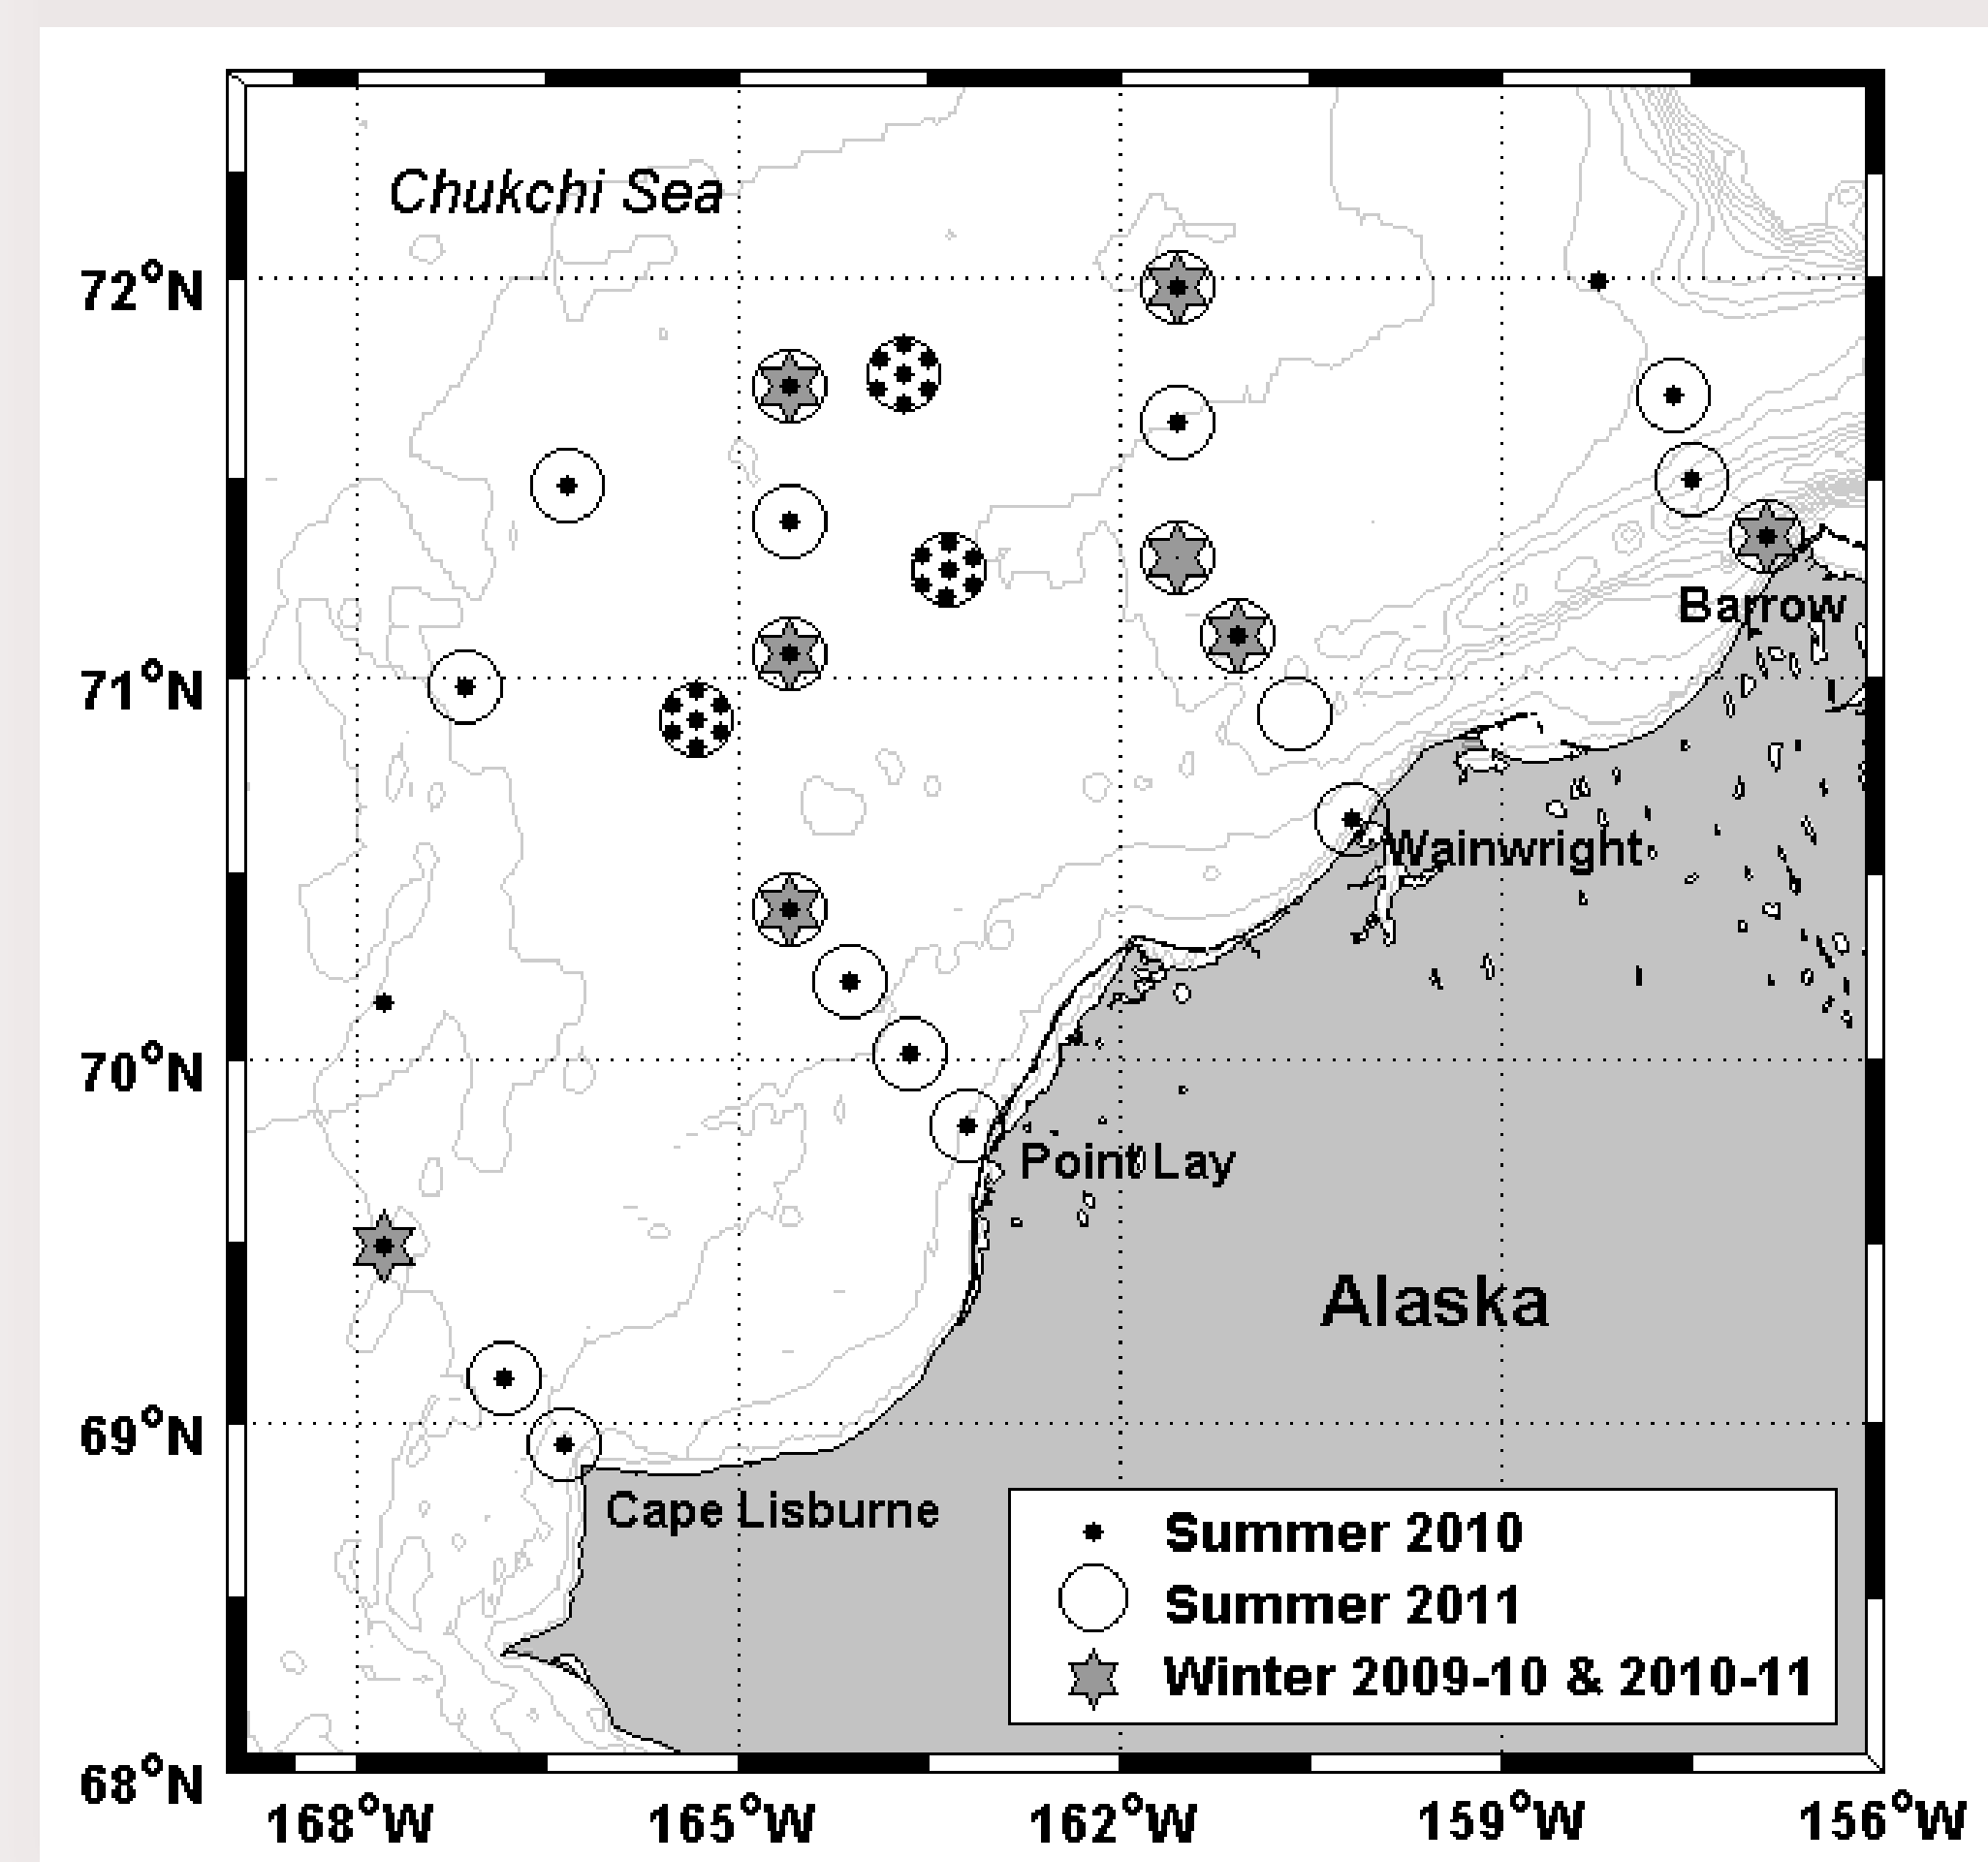 Chukchi Sea
72°N
Barrow
71°N
Wainwright
70°N
Point Lay
Alaska
69°N
Cape Lisburne
Summer 2010
Summer 2011
Winter 2009-10 & 2010-11
68°N
168°W 165°W 162°W 159°W 156°W